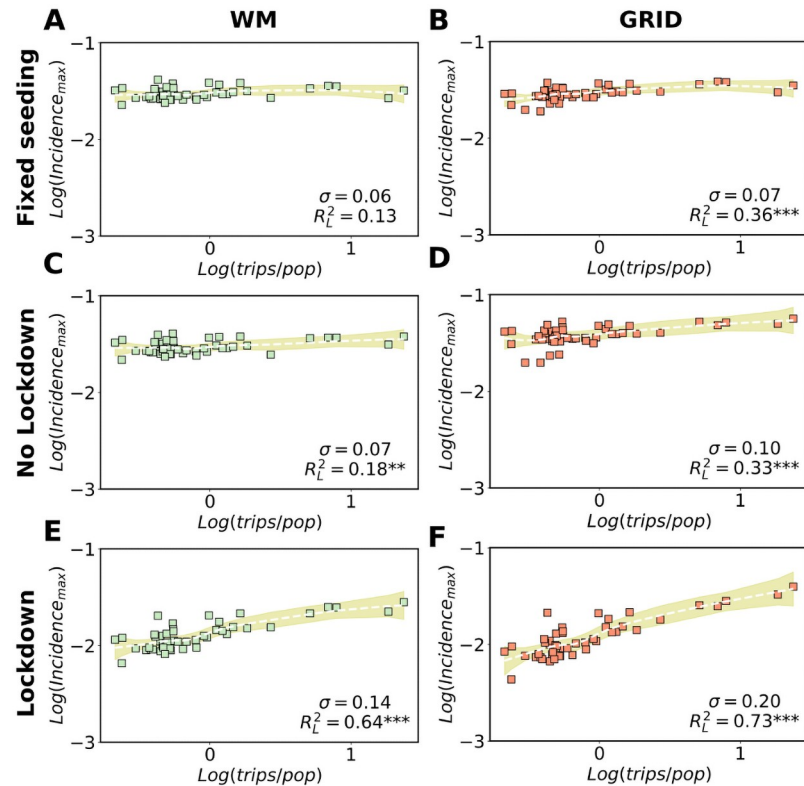 A WM B GRID
Fixed seeding
Log(Incidence_max)
−1
−2
−3
0 1
Log(trips/pop)
σ = 0.06
R_L^2 = 0.13
Log(Incidence_max)
−1
−2
−3
0 1
Log(trips/pop)
σ = 0.07
R_L^2 = 0.36***
C D
No Lockdown
Log(Incidence_max)
−1
−2
−3
0 1
Log(trips/pop)
σ = 0.07
R_L^2 = 0.18**
Log(Incidence_max)
−1
−2
−3
0 1
Log(trips/pop)
σ = 0.10
R_L^2 = 0.33***
E F
Lockdown
Log(Incidence_max)
−1
−2
−3
0 1
Log(trips/pop)
σ = 0.14
R_L^2 = 0.64***
Log(Incidence_max)
−1
−2
−3
0 1
Log(trips/pop)
σ = 0.20
R_L^2 = 0.73***